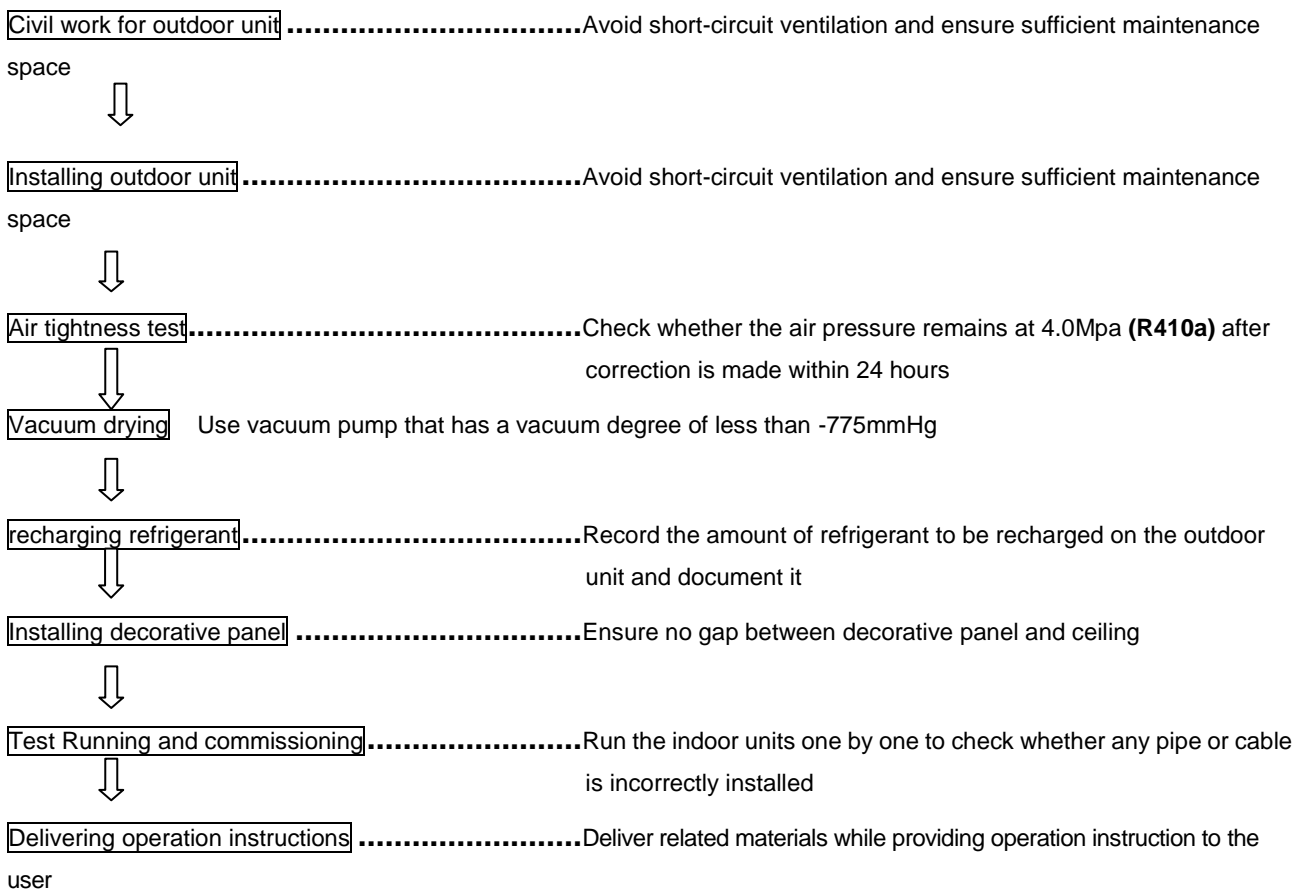 Civil work for outdoor unit .................................Avoid short-circuit ventilation and ensure sufficient maintenance
space
Installing outdoor unit......................................Avoid short-circuit ventilation and ensure sufficient maintenance
space
Air tightness test............................................Check whether the air pressure remains at 4.0Mpa (R410a) after
correction is made within 24 hours
Vacuum drying Use vacuum pump that has a vacuum degree of less than -775mmHg
recharging refrigerant......................................Record the amount of refrigerant to be recharged on the outdoor
unit and document it
Installing decorative panel ................................Ensure no gap between decorative panel and ceiling
Test Running and commissioning........................Run the indoor units one by one to check whether any pipe or cable
is incorrectly installed
Delivering operation instructions .........................Deliver related materials while providing operation instruction to the
user